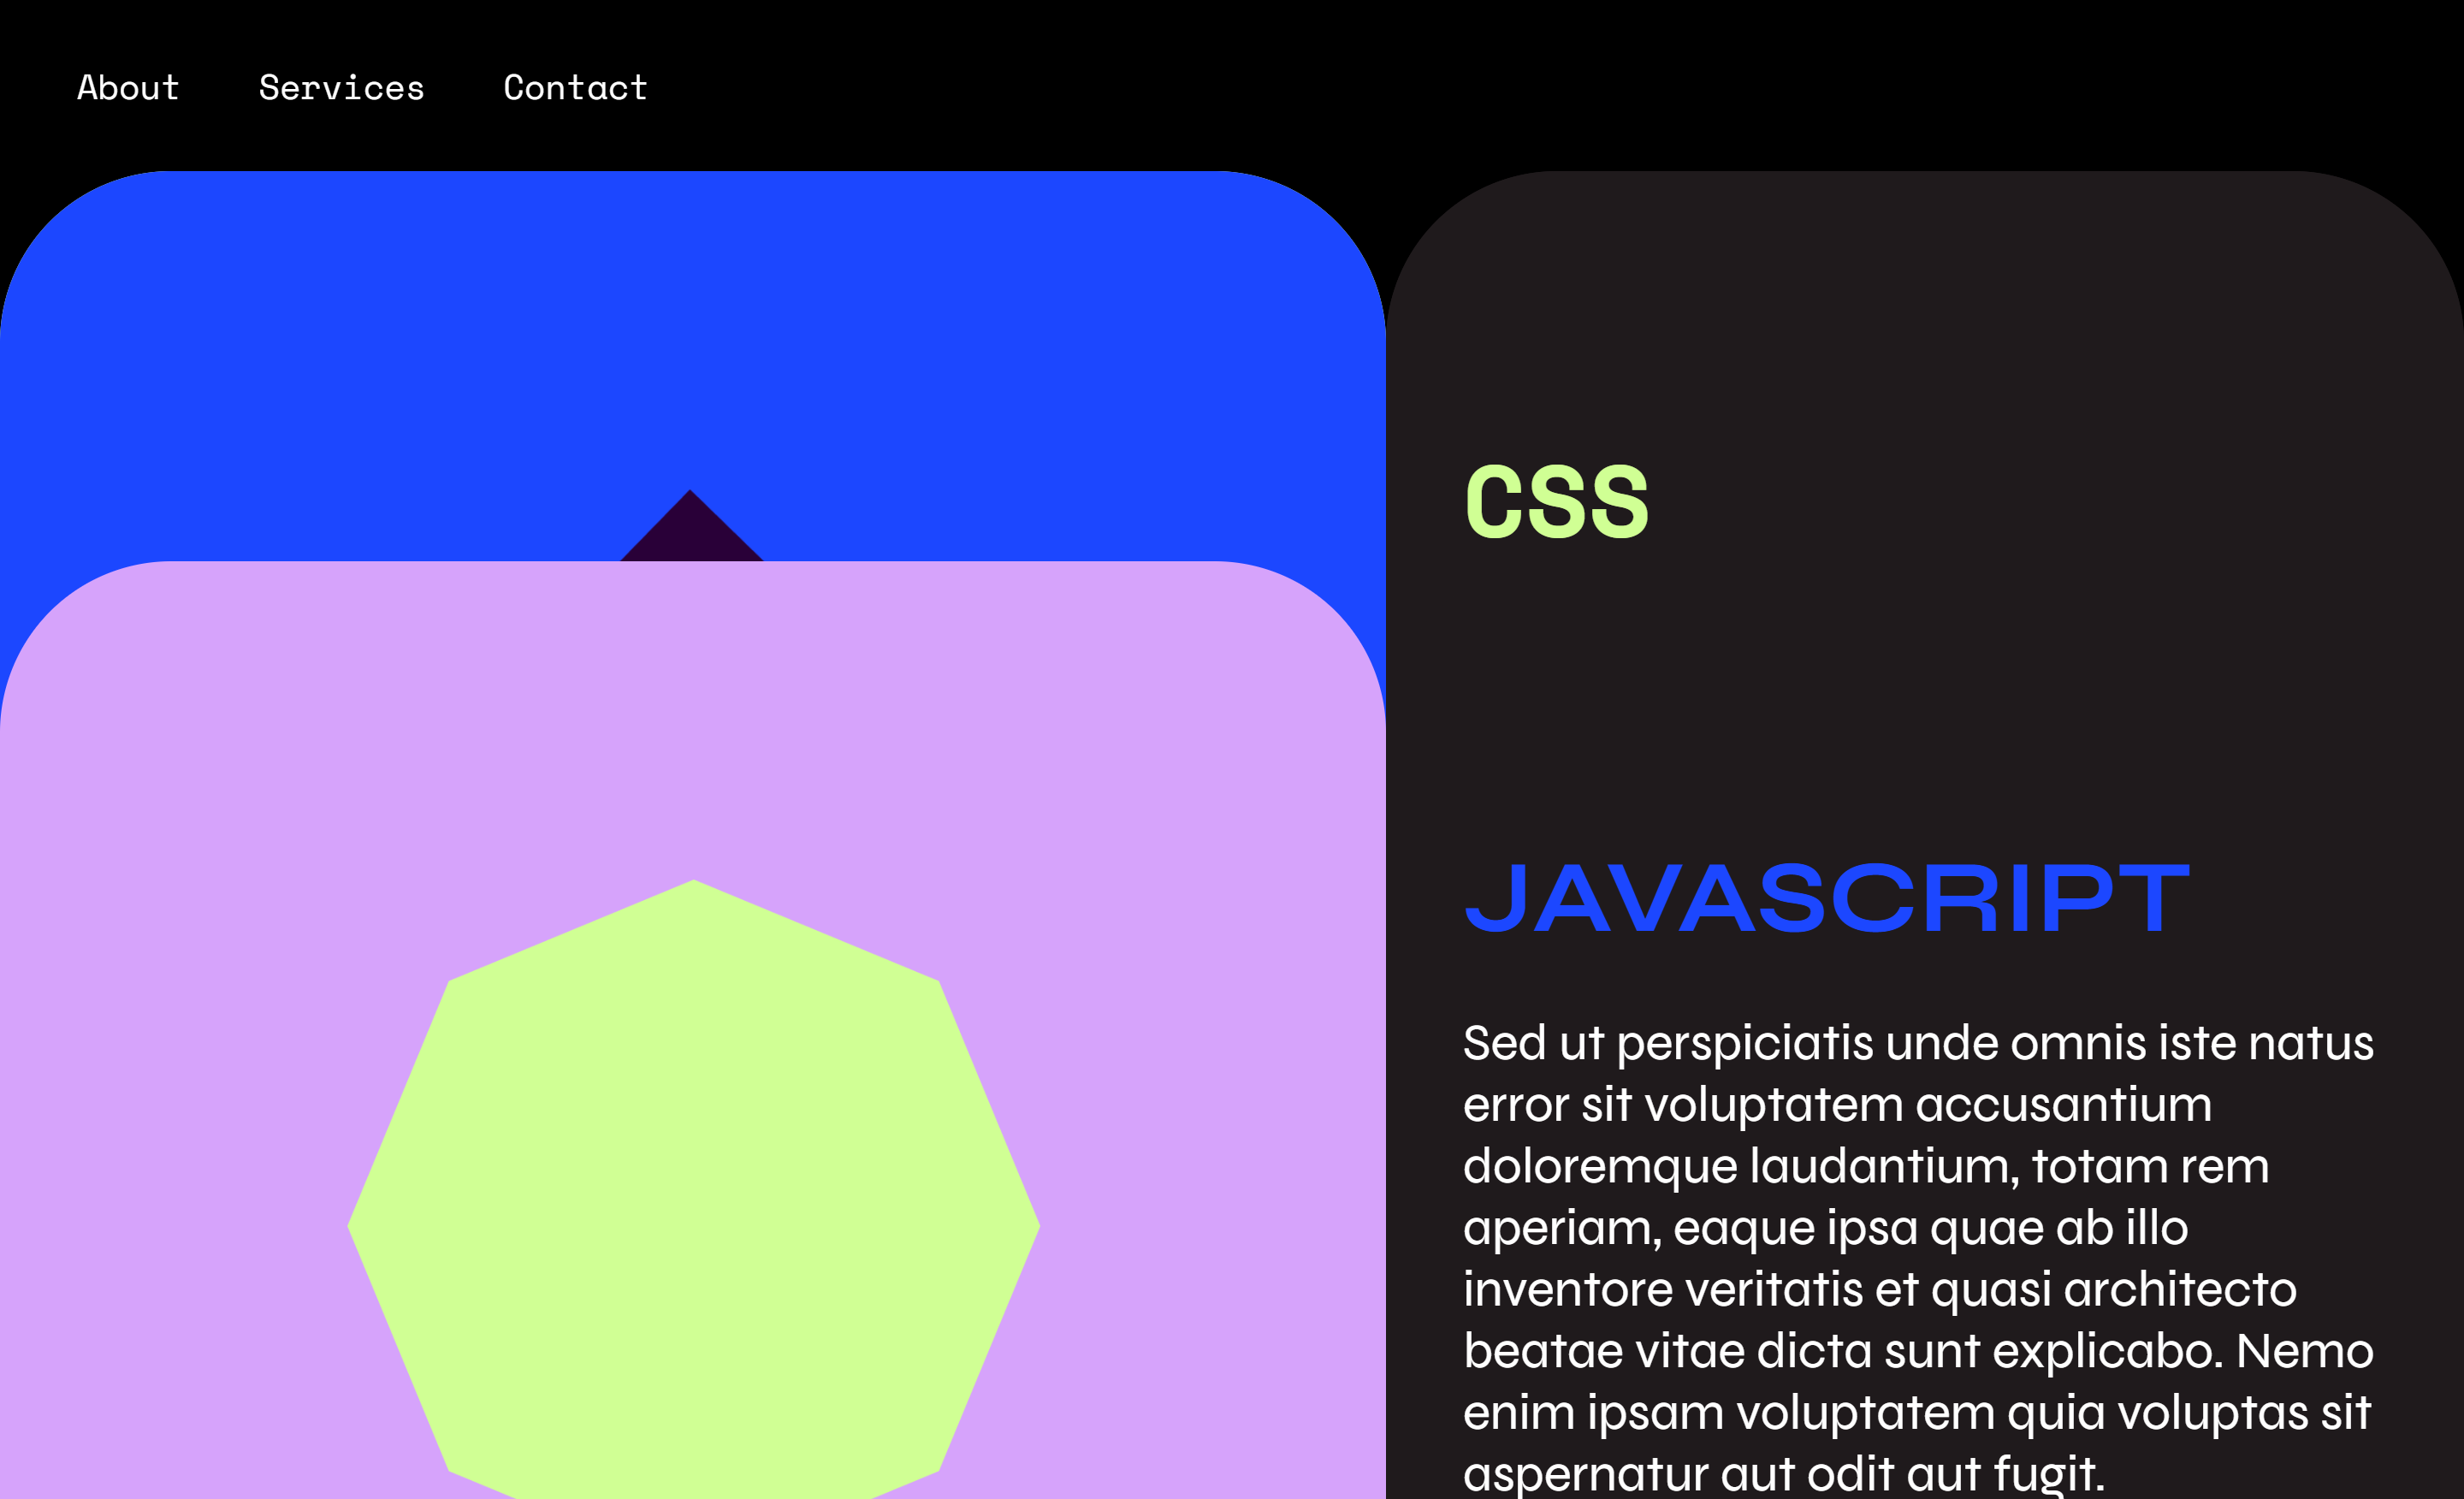 About Services Contact
CSS
JAVASCRIPT
Sed ut perspiciatis unde omnis iste natus
error sit voluptatem accusantium
doloremque laudantium, totam rem
aperiam, eaque ipsa quae ab illo
inventore veritatis et quasi architecto
beatae vitae dicta sunt explicabo. Nemo
enim ipsam voluptatem quia voluptas sit
aspernatur aut odit aut fugit.